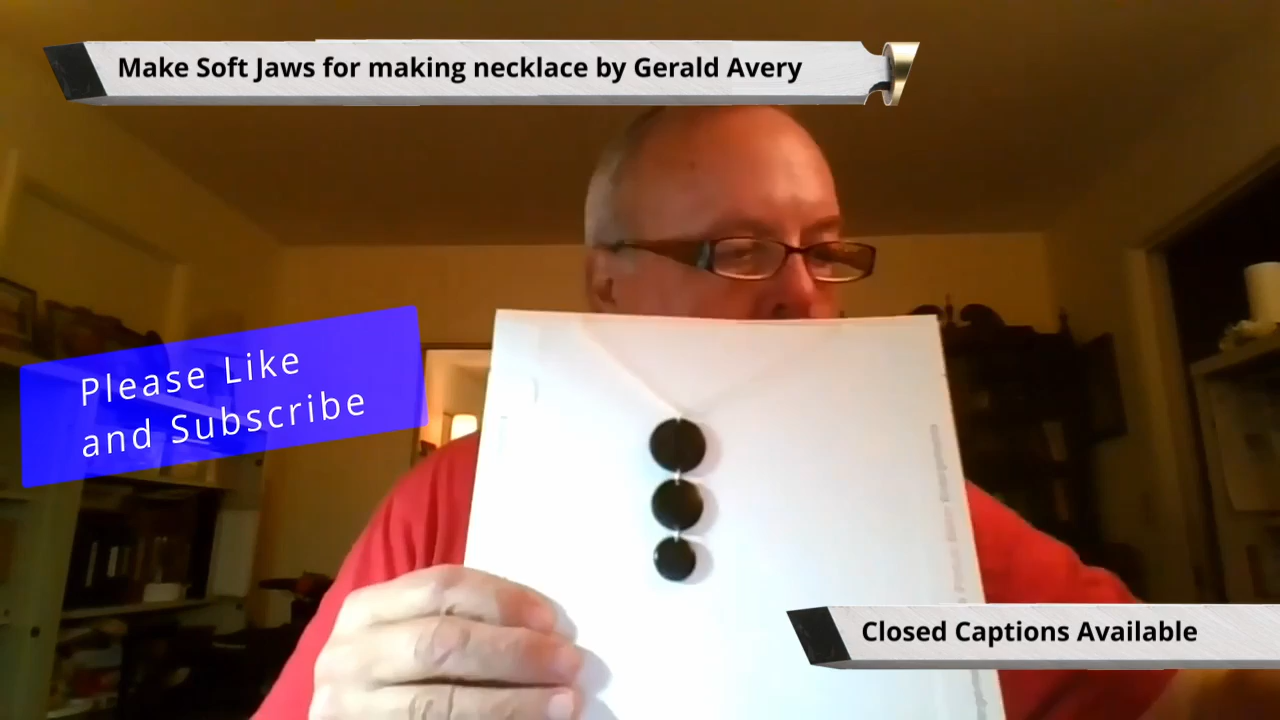 Make Soft Jaws for making necklace by Gerald Avery
Please Like
and Subscribe
Closed Captions Available